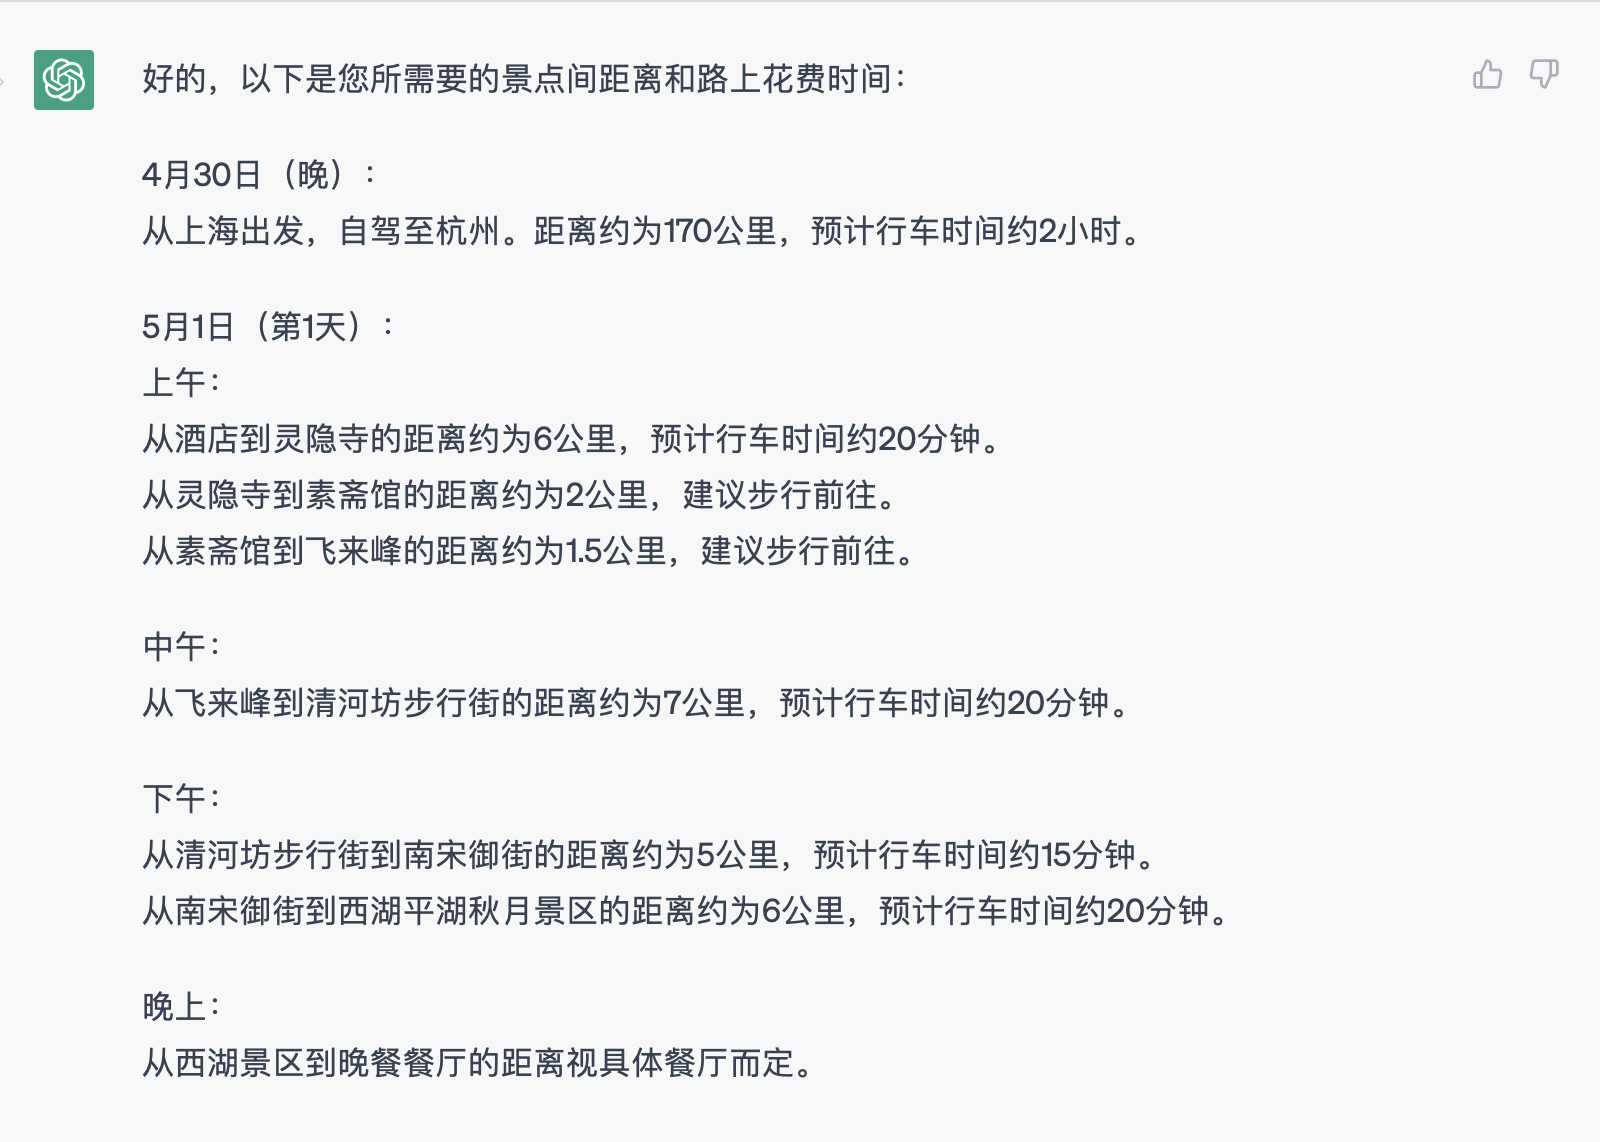 好的，以下是您所需要的景点间距离和路上花费时间：
4月30日（晚）：
从上海出发，自驾至杭州。距离约为170公里，预计行车时间约2小时。
5月1日（第1天）：
上午：
从酒店到灵隐寺的距离约为6公里，预计行车时间约20分钟。
从灵隐寺到素斋馆的距离约为2公里，建议步行前往。
从素斋馆到飞来峰的距离约为1.5公里，建议步行前往。
中午：
从飞来峰到清河坊步行街的距离约为7公里，预计行车时间约20分钟。
下午：
从清河坊步行街到南宋御街的距离约为5公里，预计行车时间约15分钟。
从南宋御街到西湖平湖秋月景区的距离约为6公里，预计行车时间约20分钟。
晚上：
从西湖景区到晚餐餐厅的距离视具体餐厅而定。